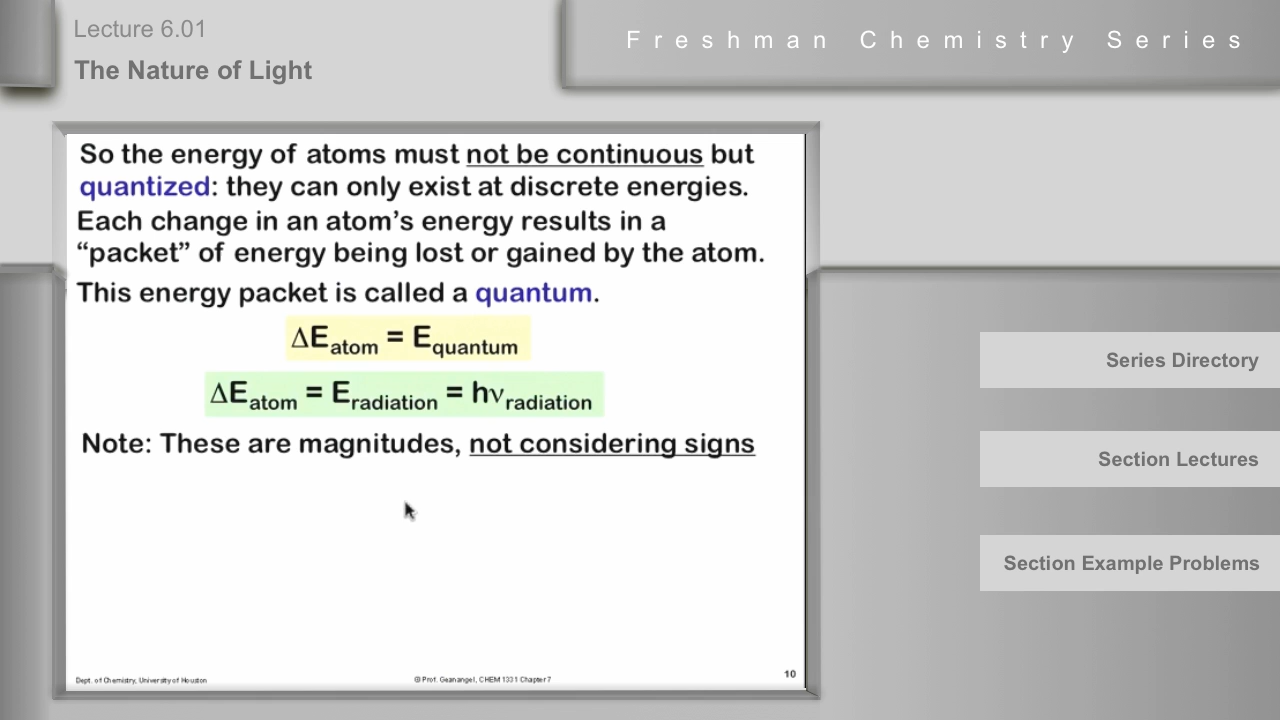 Lecture 6.01
The Nature of Light
Freshman Chemistry Series
So the energy of atoms must not be continuous but
quantized: they can only exist at discrete energies.
Each change in an atom’s energy results in a
“packet” of energy being lost or gained by the atom.
This energy packet is called a quantum.
ΔEatom = Equantum
ΔEatom = Eradiation = hνradiation
Note: These are magnitudes, not considering signs
Series Directory
Section Lectures
Section Example Problems
Dept. of Chemistry, University of Houston
© Prof. Geanangel, CHEM 1331 Chapter 7
10